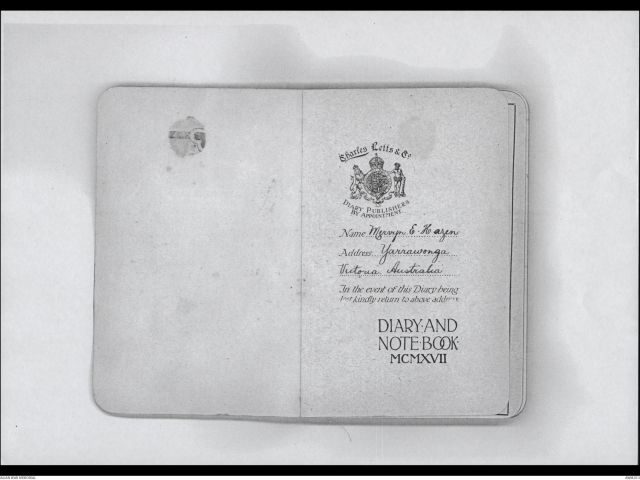 Charles Letts & Co
Diary Publishers
By Appointment.
Name Mervyn E. Hazen
Address Yarrawonga
Victoria, Australia
In the event of this Diary being
lost kindly return to above address
DIARY·AND
NOTE·BOOK·
MCMXVII